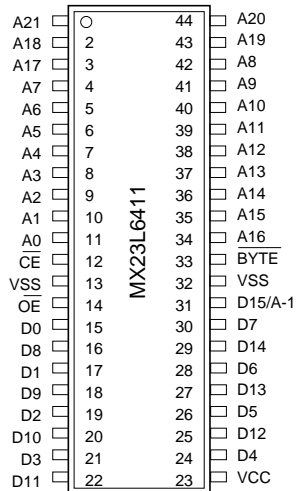 A21 44 A20
A18 2 43 A19
A17 3 42 A8
A7 4 41 A9
A6 5 40 A10
A5 6 39 A11
A4 7 38 A12
A3 8 37 A13
A2 9 36 A14
A1 10 35 A15
A0 11 34 A16
CE 12 33 BYTE
VSS 13 32 VSS
OE 14 31 D15/A-1
D0 15 30 D7
D8 16 29 D14
D1 17 28 D6
D9 18 27 D13
D2 19 26 D5
D10 20 25 D12
D3 21 24 D4
D11 22 23 VCC
MX23L6411